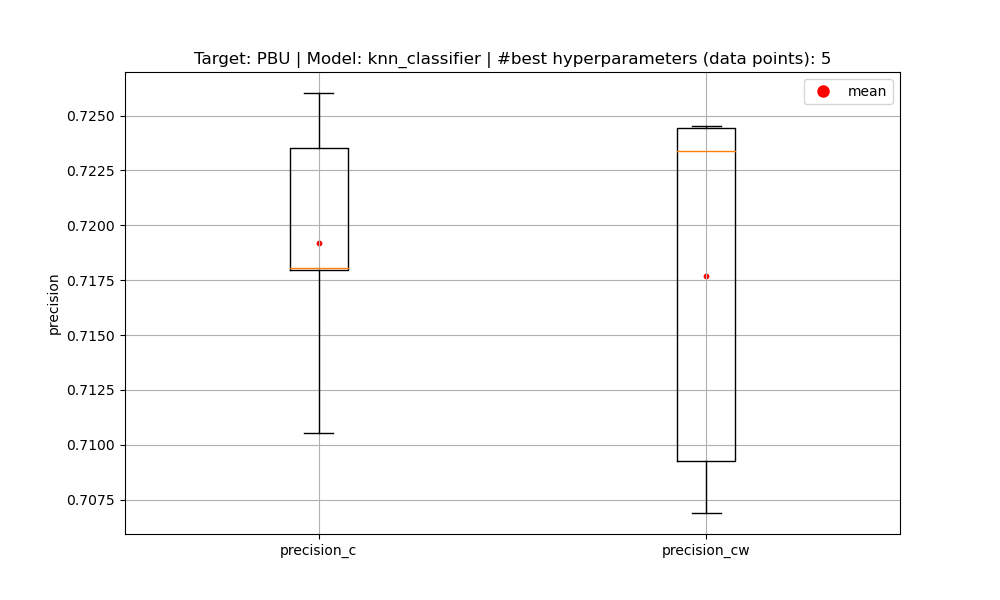 Target: PBU | Model: knn_classifier | #best hyperparameters (data points): 5
mean
0.7250
0.7225
0.7200
0.7175
0.7150
0.7125
0.7100
0.7075
precision
precision_c
precision_cw